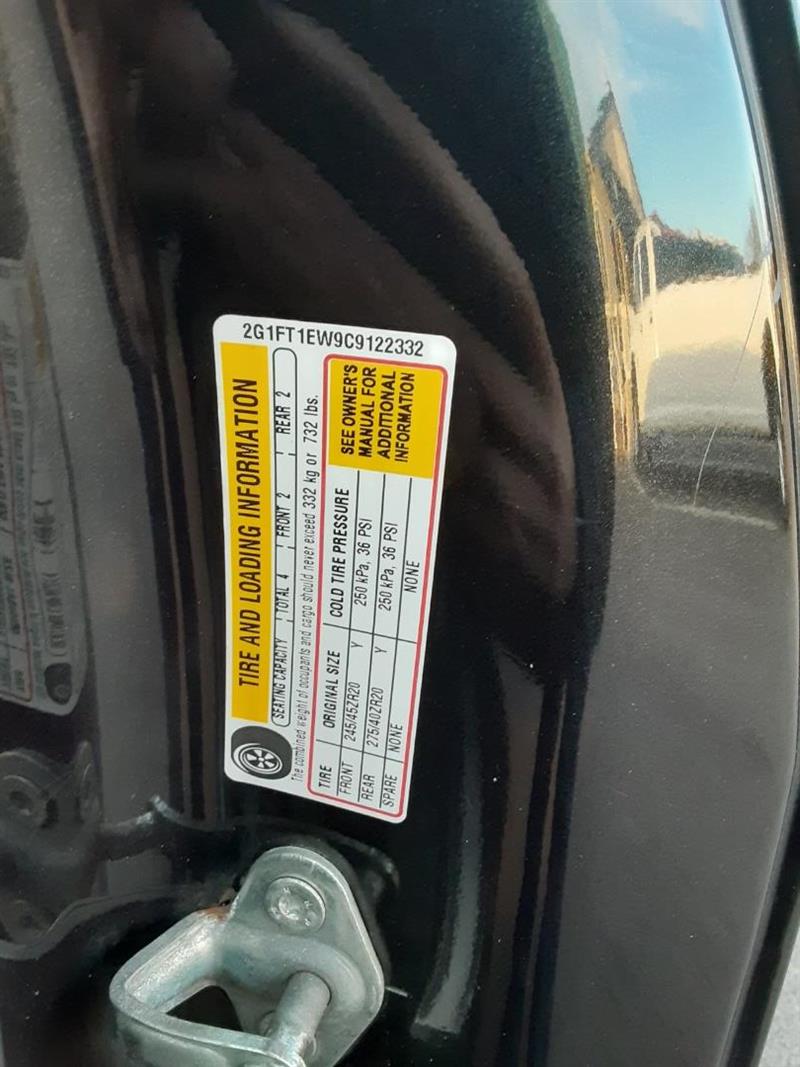 2G1FT1EW9C9122332
TIRE AND LOADING INFORMATION
SEATING CAPACITY TOTAL 4 FRONT 2 REAR 2
The combined weight of occupants and cargo should never exceed 332 kg or 732 lbs.
TIRE ORIGINAL SIZE COLD TIRE PRESSURE
FRONT 245/45ZR20 Y 250 kPa, 36 PSI
REAR 275/40ZR20 Y 250 kPa, 36 PSI
SPARE NONE NONE
SEE OWNER'S
MANUAL FOR
ADDITIONAL
INFORMATION